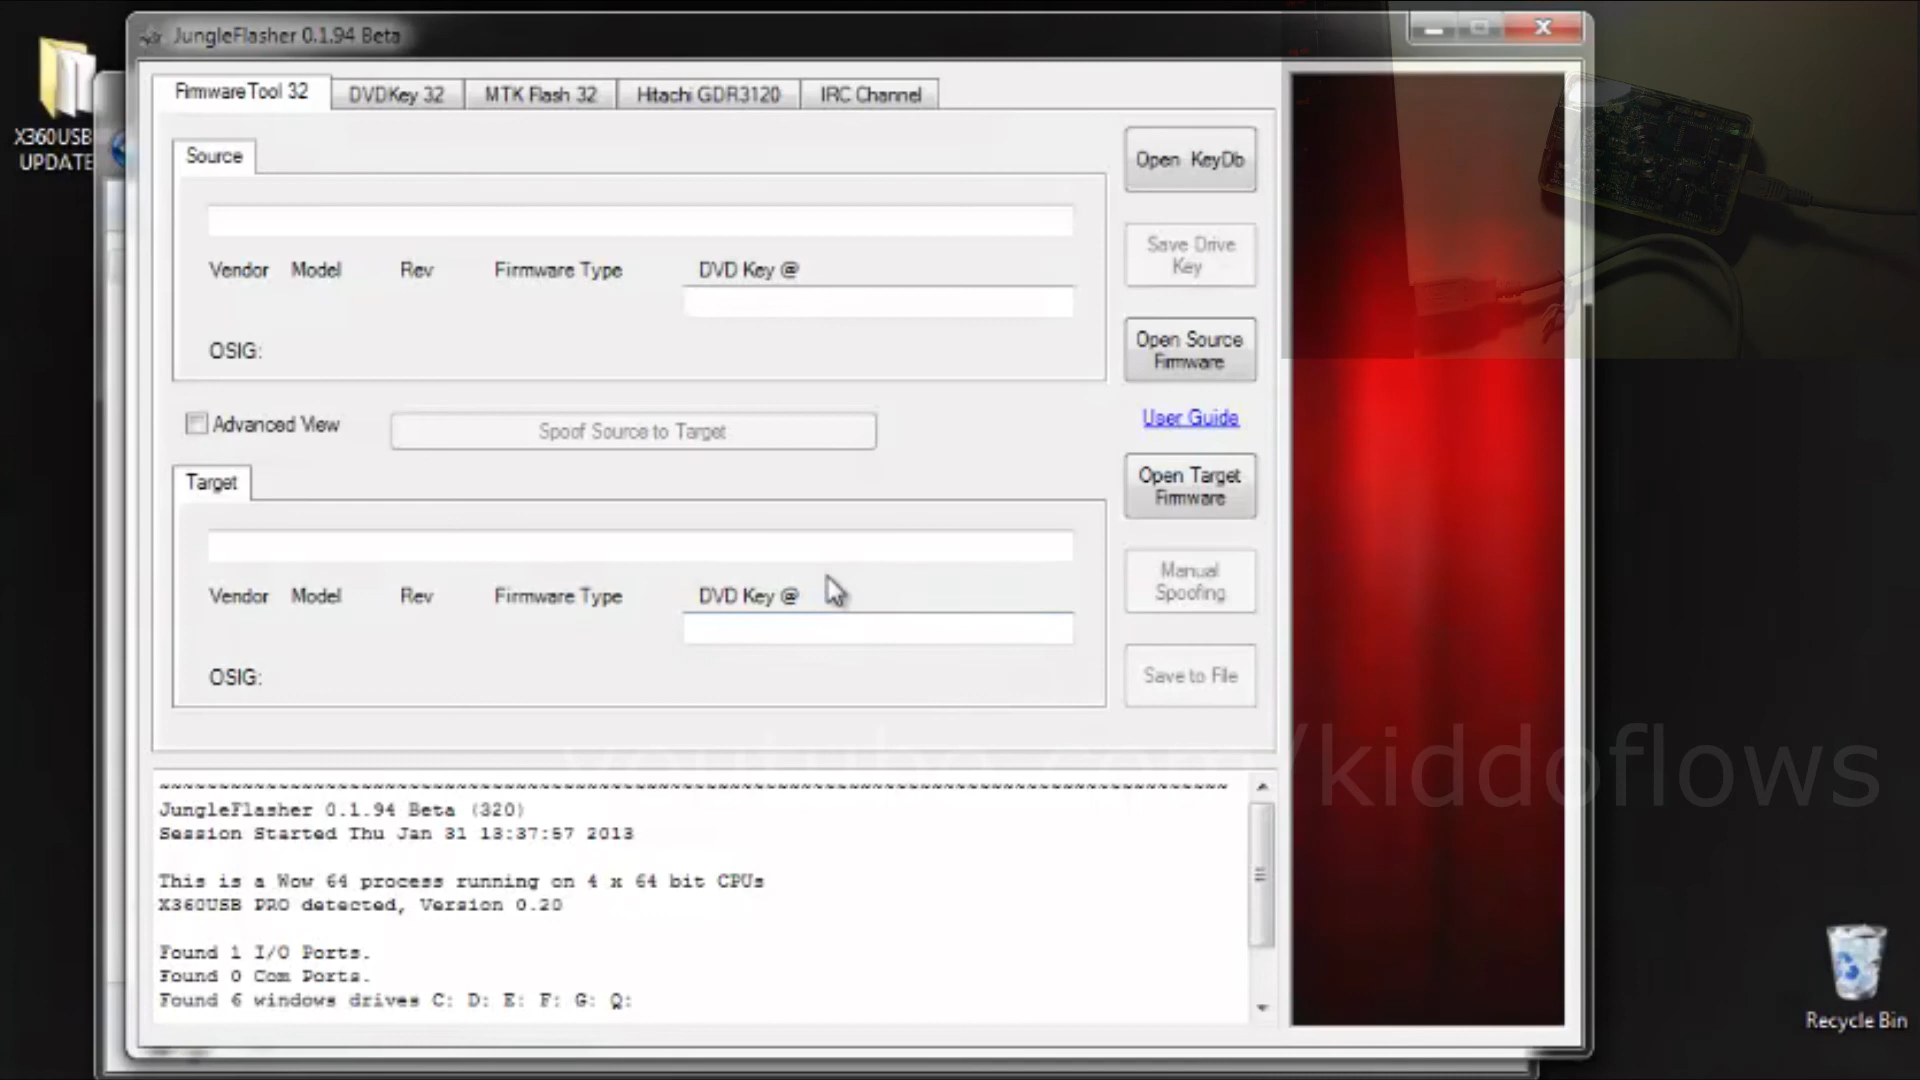 JungleFlasher 0.1.94 Beta
X360USB
UPDATE
FirmwareTool 32
DVDKey 32
MTK Flash 32
Hitachi GDR3120
IRC Channel
Source
Open KeyDb
Vendor Model Rev Firmware Type DVD Key @
Save Drive
Key
OSIG:
Open Source
Firmware
Advanced View
Spoof Source to Target
User Guide
Target
Open Target
Firmware
Vendor Model Rev Firmware Type DVD Key @
Manual
Spoofing
OSIG:
Save to File
youtube.com/kiddoflows
~~~~~~~~~~~~~~~~~~~~~~~~~~~~~~~~~~~~~~~~~~~~~~~~~~~~~~~~~~~~~~~~~~~~~~~~~~~~~~~~~~~~~~~~~~~
JungleFlasher 0.1.94 Beta (320)
Session Started Thu Jan 31 13:37:57 2013
This is a Wow 64 process running on 4 x 64 bit CPUs
X360USB PRO detected, Version 0.20
Found 1 I/O Ports.
Found 0 Com Ports.
Found 6 windows drives C: D: E: F: G: Q:
Recycle Bin